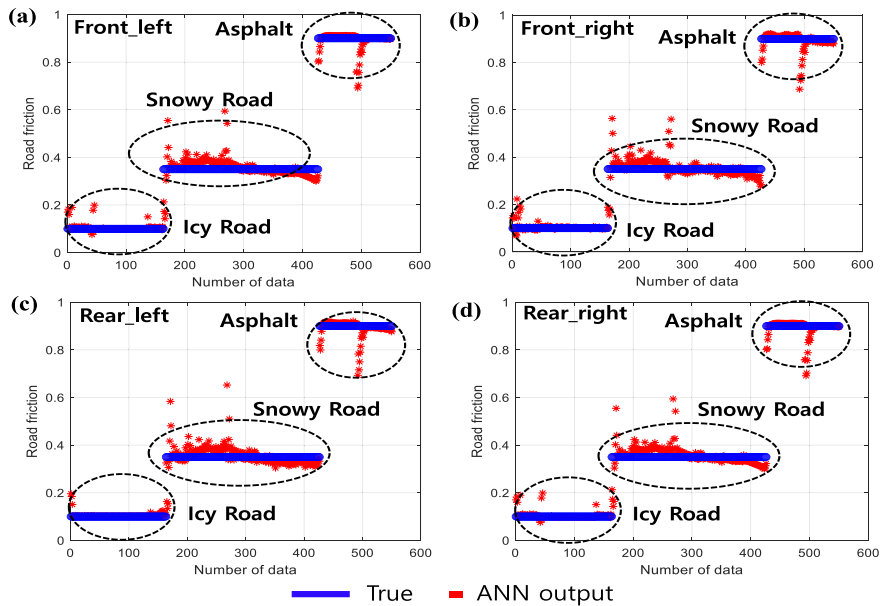 (a)
Front_left
Asphalt
Snowy Road
Icy Road
Road friction
1
0.8
0.6
0.4
0.2
0
0 100 200 300 400 500 600
Number of data
(b)
Front_right
Asphalt
Snowy Road
Icy Road
Road friction
1
0.8
0.6
0.4
0.2
0
0 100 200 300 400 500 600
Number of data
(c)
Rear_left
Asphalt
Snowy Road
Icy Road
Road friction
1
0.8
0.6
0.4
0.2
0
0 100 200 300 400 500 600
Number of data
(d)
Rear_right
Asphalt
Snowy Road
Icy Road
Road friction
1
0.8
0.6
0.4
0.2
0
0 100 200 300 400 500 600
Number of data
True ANN output